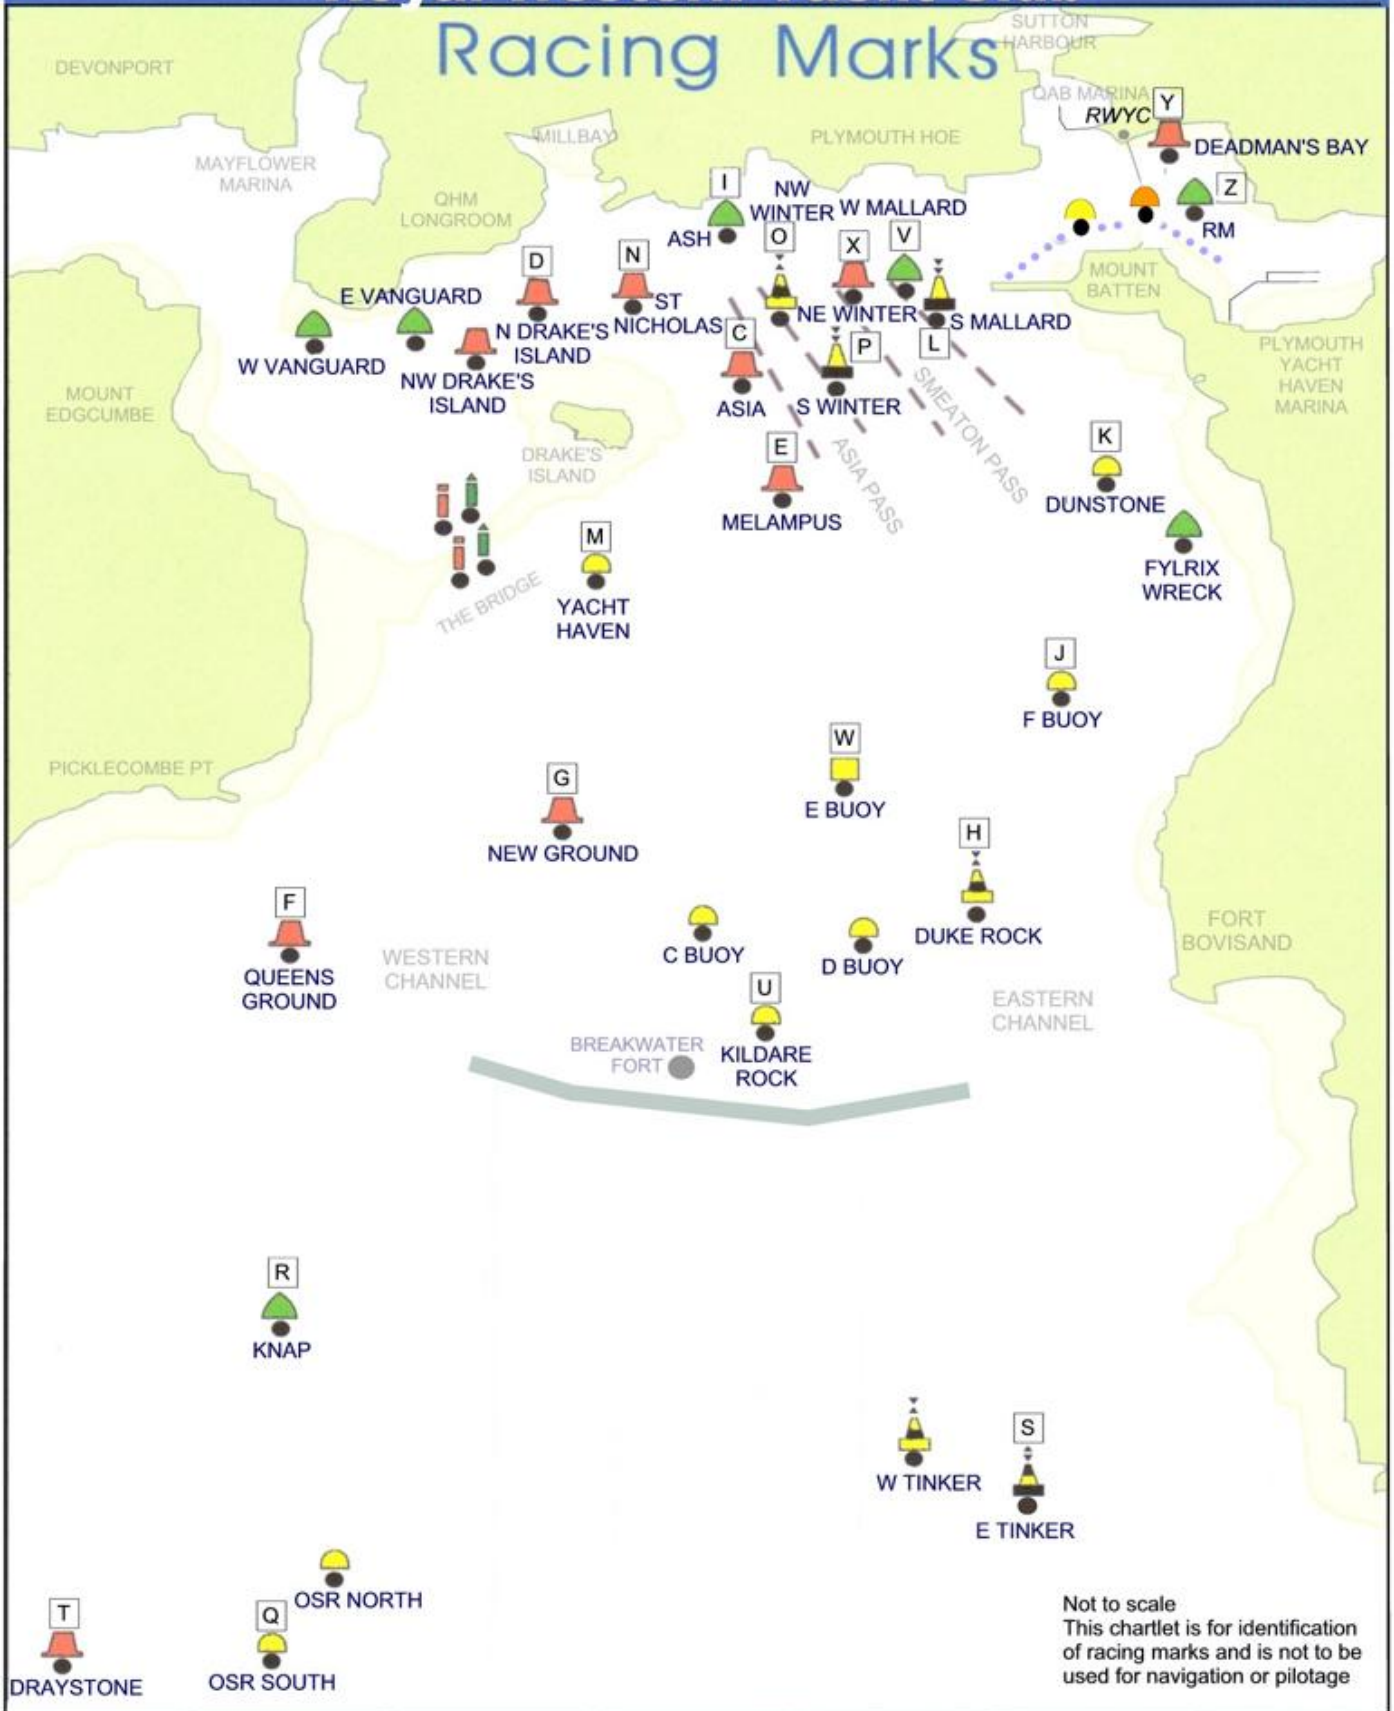 Racing Marks
SUTTON
HARBOUR
DEVONPORT
QAB MARINA
Y
RWYC
MILLBAY
PLYMOUTH HOE
DEADMAN'S BAY
MAYFLOWER
MARINA
I
NW
WINTER
W MALLARD
Z
QHM
LONGROOM
ASH
O
X
V
RM
D
N
MOUNT
BATTEN
E VANGUARD
ST
NICHOLAS
NE WINTER
S MALLARD
N DRAKE'S
ISLAND
C
P
L
W VANGUARD
NW DRAKE'S
ISLAND
PLYMOUTH
YACHT
HAVEN
MARINA
MOUNT
EDGCUMBE
ASIA
S WINTER
SMEATON PASS
DRAKE'S
ISLAND
E
ASIA PASS
K
DUNSTONE
MELAMPUS
M
FYLRIX
WRECK
THE BRIDGE
YACHT
HAVEN
J
F BUOY
W
PICKLECOMBE PT
G
E BUOY
H
NEW GROUND
F
FORT
BOVISAND
DUKE ROCK
WESTERN
CHANNEL
C BUOY
D BUOY
QUEENS
GROUND
U
EASTERN
CHANNEL
BREAKWATER
FORT
KILDARE
ROCK
R
KNAP
S
W TINKER
E TINKER
OSR NORTH
T
Q
DRAYSTONE
OSR SOUTH
Not to scale
This chartlet is for identification
of racing marks and is not to be
used for navigation or pilotage